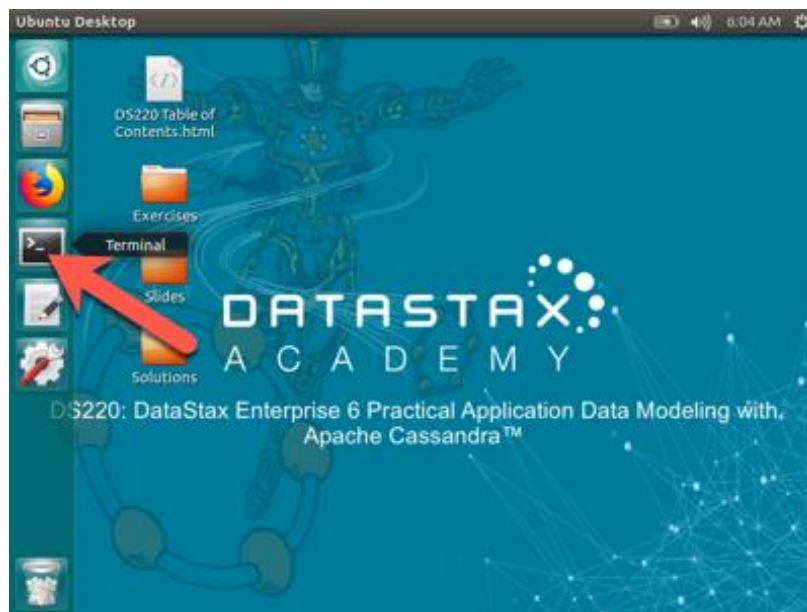 Ubuntu Desktop
6:04 AM
</>
DS220 Table of
Contents.html
Exercises
>_
Terminal
Slides
DATASTAX
ACADEMY
Solutions
DS220: DataStax Enterprise 6 Practical Application Data Modeling with
Apache Cassandra™